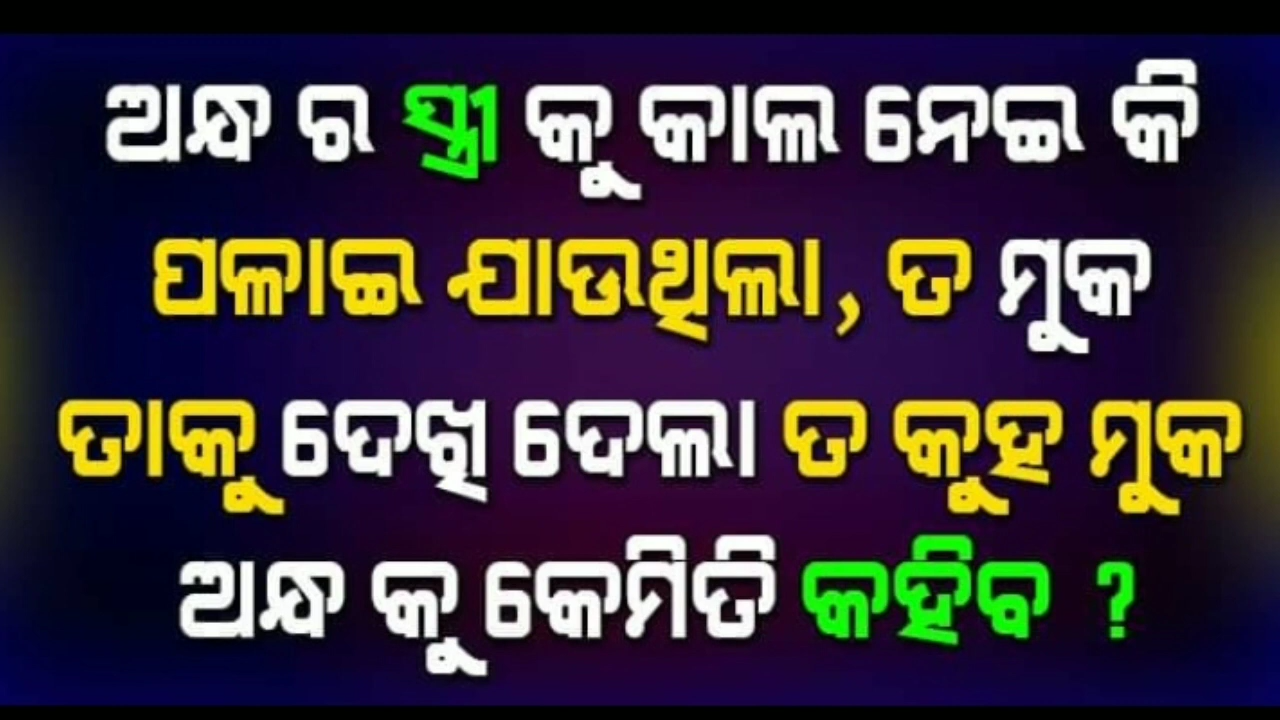 ଅନ୍ଧ ର ସ୍ତ୍ରୀ କୁ କାଲ ନେଇ କି
ପଳାଇ ଯାଉଥିଲା, ତ ମୁକ
ତାକୁ ଦେଖି ଦେଲା ତ କୁହ ମୁକ
ଅନ୍ଧ କୁ କେମିତି କହିବ ?